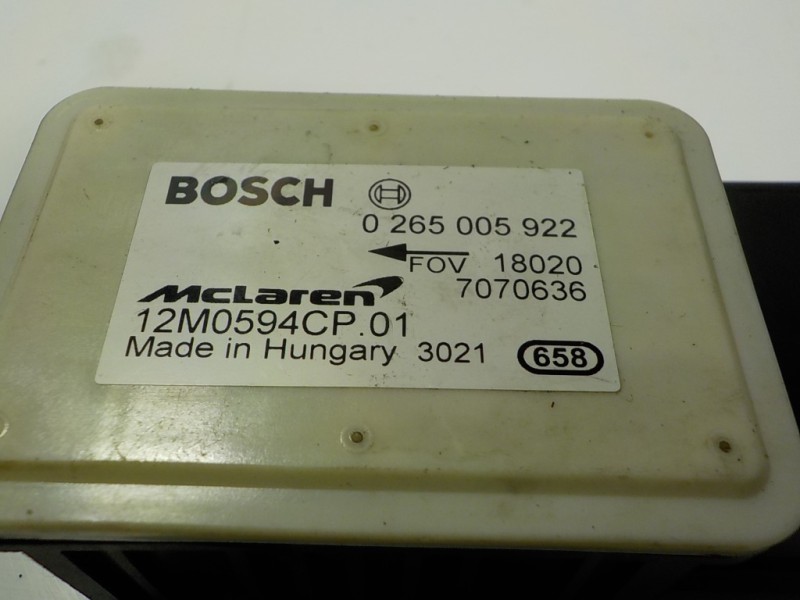 BOSCH
0 265 005 922
FOV 18020
McLaren 7070636
12M0594CP.01
Made in Hungary 3021 658